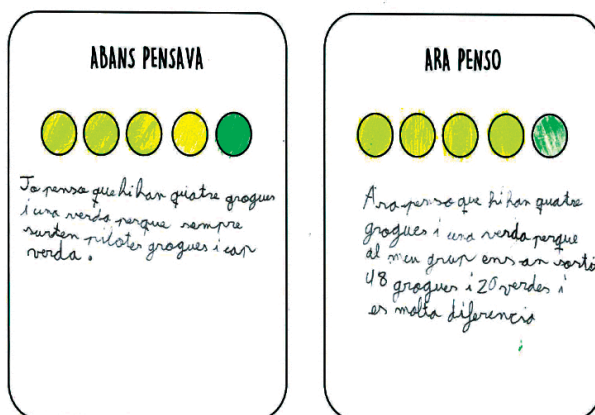 ABANS PENSAVA
Jo penso que hi han quatre grogues
i una verda perque sempre
surten pilotes grogues i cap
verda.
ARA PENSO
Ara penso que hi han quatre
grogues i una verda perque
al meu grup ens an sortit
48 grogues i 20 verdes i
es molta diferencia